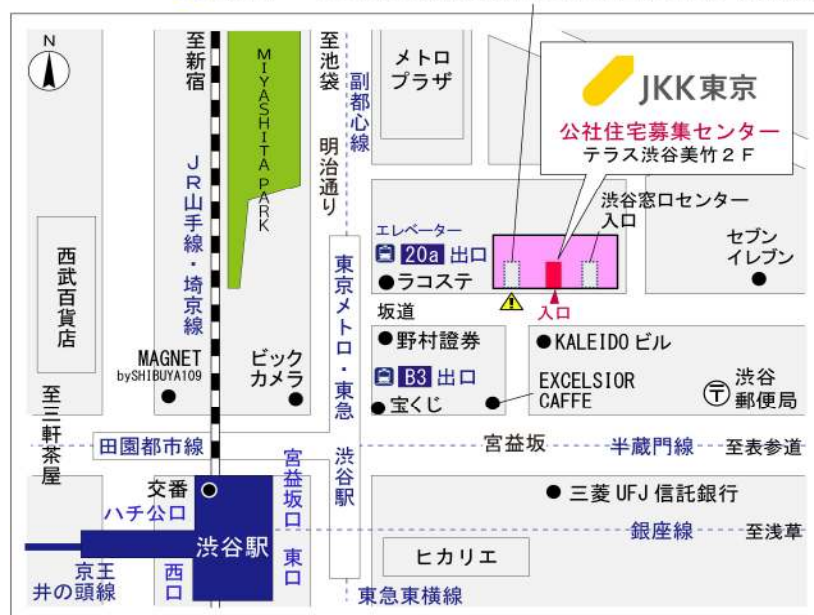 N
至新宿
MIYASHITA PARK
至池袋
副都心線
メトロ
プラザ
JKK東京
公社住宅募集センター
テラス渋谷美竹2F
JR山手線・埼京線
明治通り
西武百貨店
エレベーター
20a 出口
ラコステ
渋谷窓口センター
入口
セブン
イレブン
入口
坂道
東京メトロ・東急
渋谷駅
野村證券
KALEIDO ビル
MAGNET
bySHIBUYA109
ビック
カメラ
B3 出口
EXCELSIOR
CAFFE
宝くじ
〒
渋谷
郵便局
至三軒茶屋
田園都市線
宮益坂
半蔵門線
至表参道
交番
ハチ公口
宮益坂口
三菱 UFJ 信託銀行
渋谷駅
銀座線
至浅草
京王
井の頭線
西口
東口
ヒカリエ
東急東横線